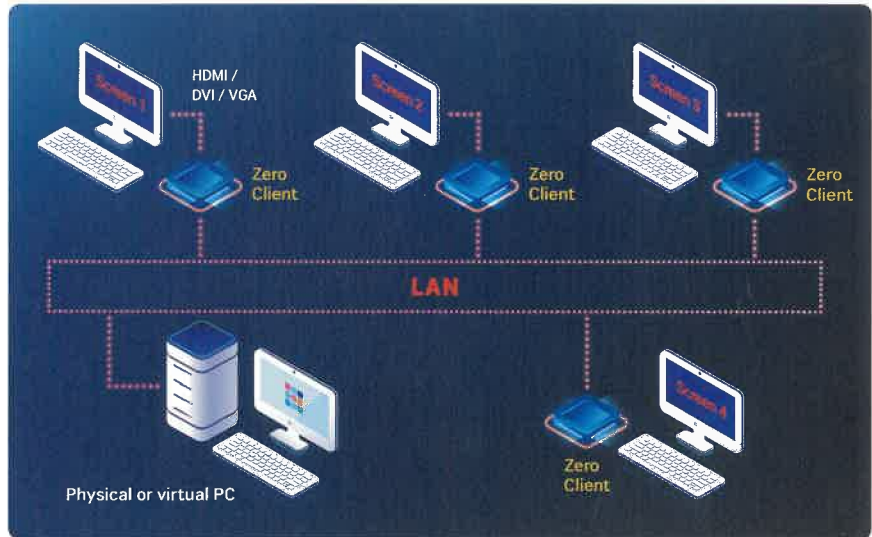 Screen 1
HDMI /
DVI / VGA
Screen 2
Screen 3
Zero
Client
Zero
Client
Zero
Client
LAN
Screen 4
Zero
Client
Physical or virtual PC